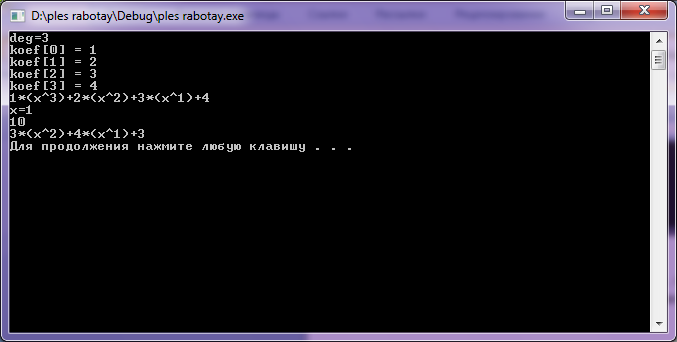 D:\ples rabotay\Debug\ples rabotay.exe
deg=3
koef[0] = 1
koef[1] = 2
koef[2] = 3
koef[3] = 4
1*(x^3)+2*(x^2)+3*(x^1)+4
x=1
10
3*(x^2)+4*(x^1)+3
Для продолжения нажмите любую клавишу . . .